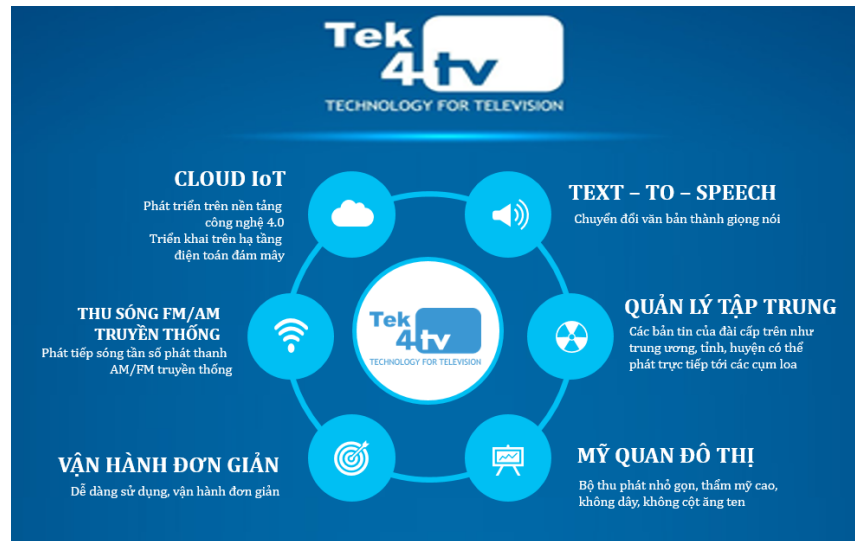 Tek
4tv
TECHNOLOGY FOR TELEVISION
CLOUD IoT
Phát triển trên nền tảng
công nghệ 4.0
Triển khai trên hạ tầng
điện toán đám mây
TEXT – TO – SPEECH
Chuyển đổi văn bản thành giọng nói
THU SÓNG FM/AM
TRUYỀN THỐNG
Phát tiếp sóng tần số phát thanh
AM/FM truyền thống
Tek
4tv
TECHNOLOGY FOR TELEVISION
QUẢN LÝ TẬP TRUNG
Các bản tin của đài cấp trên như
trung ương, tỉnh, huyện có thể
phát trực tiếp tới các cụm loa
VẬN HÀNH ĐƠN GIẢN
Dễ dàng sử dụng, vận hành đơn giản
MỸ QUAN ĐÔ THỊ
Bộ thu phát nhỏ gọn, thẩm mỹ cao,
không dây, không cột ăng ten